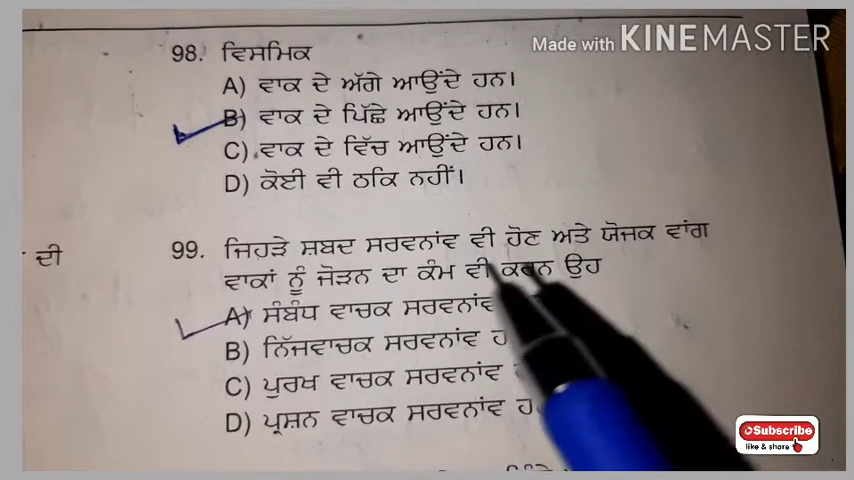 Made with KINEMASTER
98. ਵਿਸਮਿਕ
A) ਵਾਕ ਦੇ ਅੱਗੇ ਆਉਂਦੇ ਹਨ।
B) ਵਾਕ ਦੇ ਪਿੱਛੇ ਆਉਂਦੇ ਹਨ।
C) ਵਾਕ ਦੇ ਵਿੱਚ ਆਉਂਦੇ ਹਨ।
D) ਕੋਈ ਵੀ ਠਕਿ ਨਹੀਂ।
ਦੀ
99. ਜਿਹੜੇ ਸ਼ਬਦ ਸਰਵਨਾਂਵ ਵੀ ਹੋਣ ਅਤੇ ਯੋਜਕ ਵਾਂਗ
ਵਾਕਾਂ ਨੂੰ ਜੋੜਨ ਦਾ ਕੰਮ ਵੀ ਕਰਨ ਉਹ
A) ਸੰਬੰਧ ਵਾਚਕ ਸਰਵਨਾਂਵ
B) ਨਿੱਜਵਾਚਕ ਸਰਵਨਾਂਵ ਹ
C) ਪੁਰਖ ਵਾਚਕ ਸਰਵਨਾਂਵ
D) ਪ੍ਰਸ਼ਨ ਵਾਚਕ ਸਰਵਨਾਂਵ ਹ
Subscribe
like & share